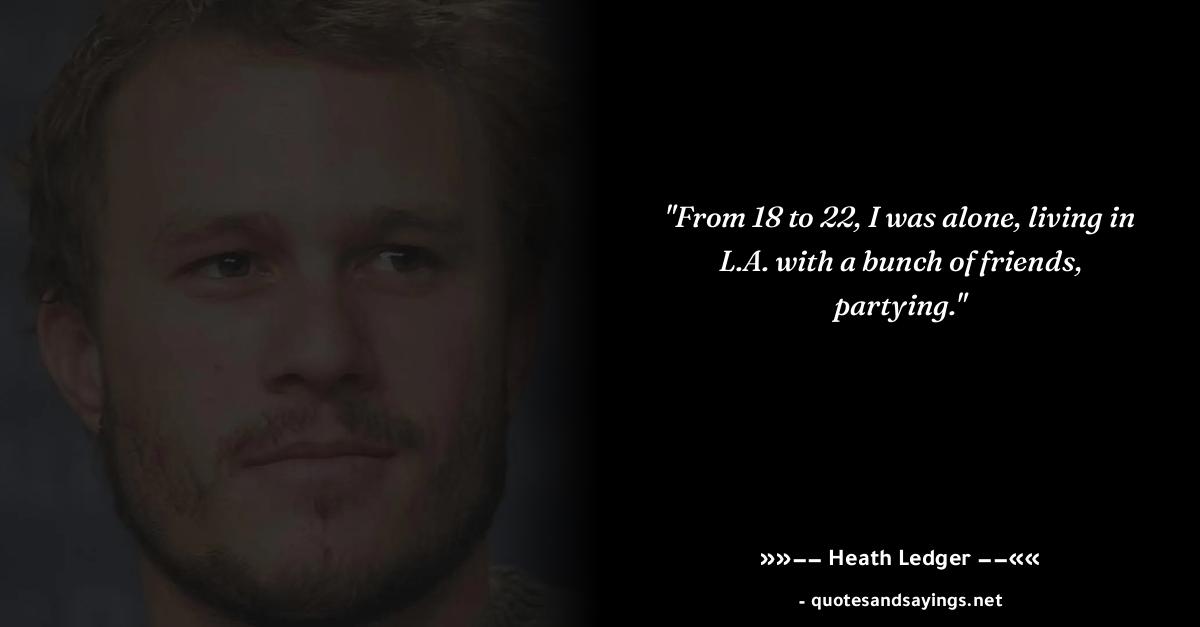 "From 18 to 22, I was alone, living in
L.A. with a bunch of friends,
partying."
»»−− Heath Ledger −−««
- quotesandsayings.net